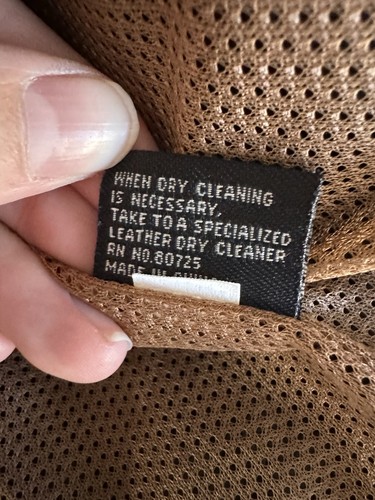 WHEN DRY CLEANING
IS NECESSARY,
TAKE TO A SPECIALIZED
LEATHER DRY CLEANER
RN NO.80725
MADE IN